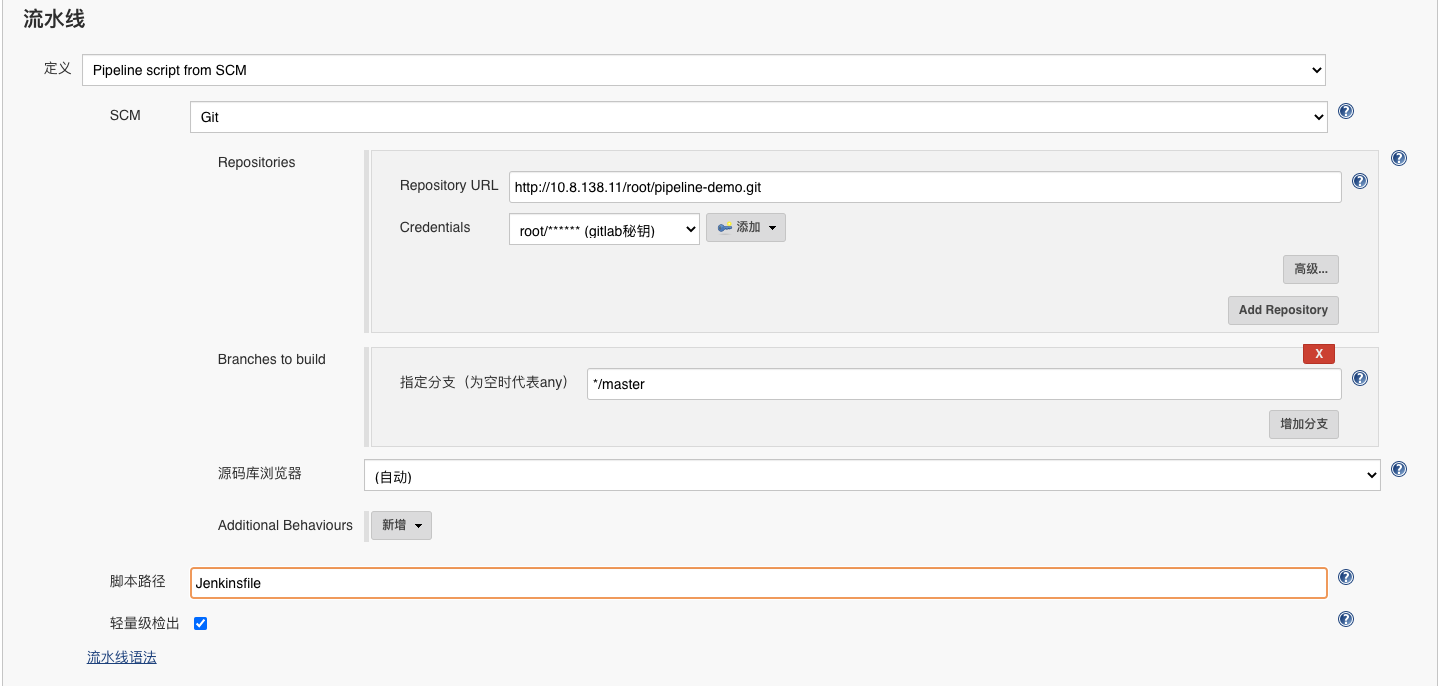 流水线
定义 Pipeline script from SCM
SCM Git
Repositories
Repository URL http://10.8.138.11/root/pipeline-demo.git
Credentials root/****** (gitlab秘钥) 添加
高级...
Add Repository
Branches to build
X
指定分支（为空时代表any） */master
增加分支
源码库浏览器 (自动)
Additional Behaviours 新增
脚本路径 Jenkinsfile
轻量级检出
流水线语法